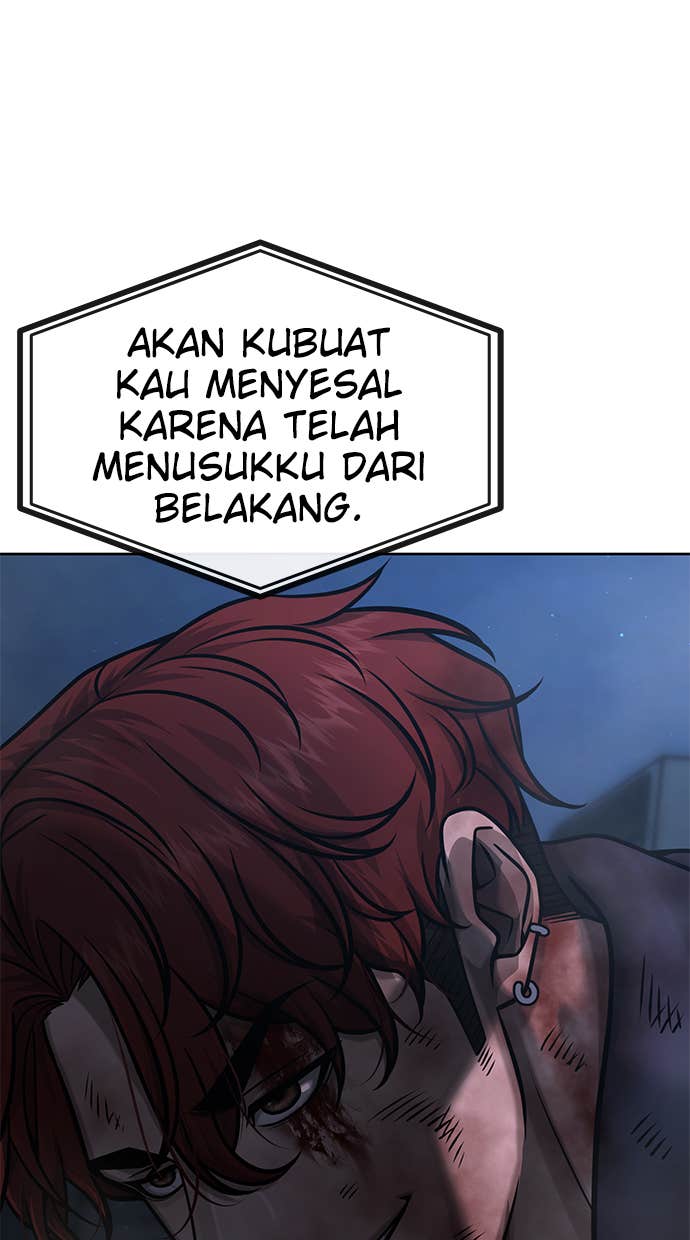 AKAN KUBUAT
KAU MENYESAL
KARENA TELAH
MENUSUKKU DARI
BELAKANG.